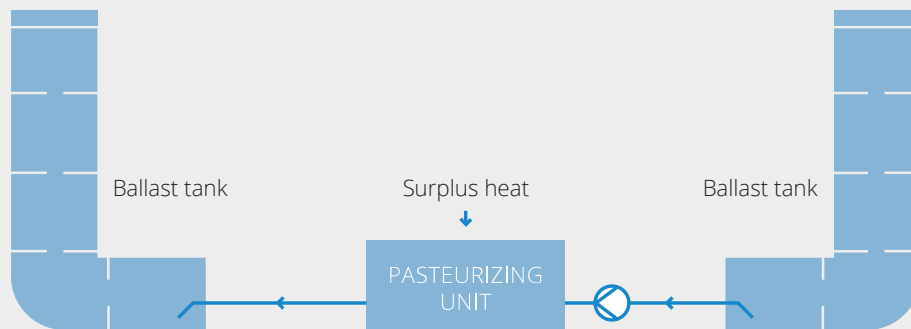 Ballast tank
Surplus heat
Ballast tank
PASTEURIZING
UNIT